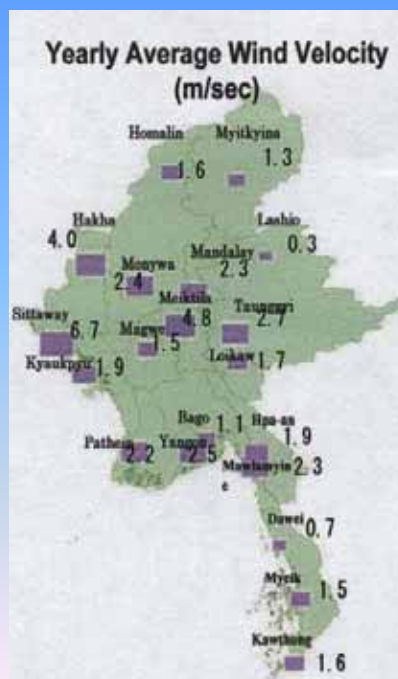 Yearly Average Wind Velocity
(m/sec)
Homalin
1.6
Myitkyina
1.3
Hakha
4.0
Lashio
0.3
Monywa
2.4
Mandalay
2.3
Meiktila
4.8
Taunggyi
2.7
Sittaway
6.7
Magwe
1.5
Kyaukpyu
1.9
Loikaw
1.7
Bago
1.1
Hpa-an
1.9
Pathein
2.2
Yangon
2.5
Mawlamyin
e
2.3
Dawei
0.7
Myeik
1.5
Kawthong
1.6